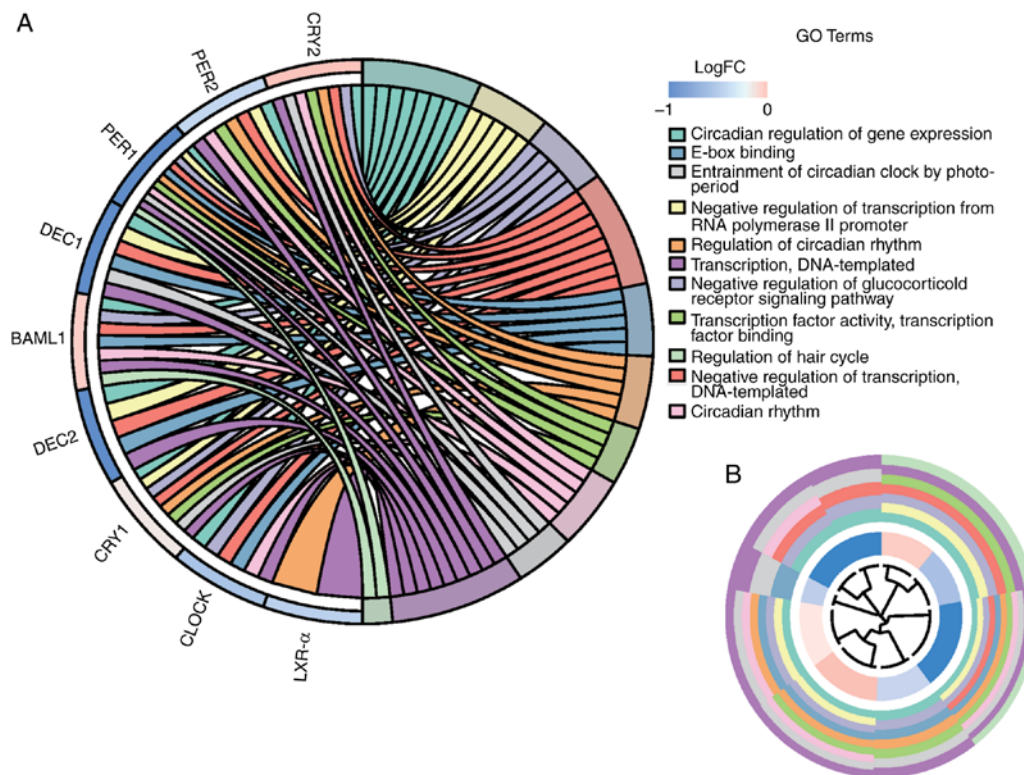 A
CRY2
PER2
PER1
DEC1
BAML1
DEC2
CRY1
CLOCK
LXR-α
GO Terms
LogFC
−1
0
Circadian regulation of gene expression
E-box binding
Entrainment of circadian clock by photo-
period
Negative regulation of transcription from
RNA polymerase II promoter
Regulation of circadian rhythm
Transcription, DNA-templated
Negative regulation of glucocorticold
receptor signaling pathway
Transcription factor activity, transcription
factor binding
Regulation of hair cycle
Negative regulation of transcription,
DNA-templated
Circadian rhythm
B